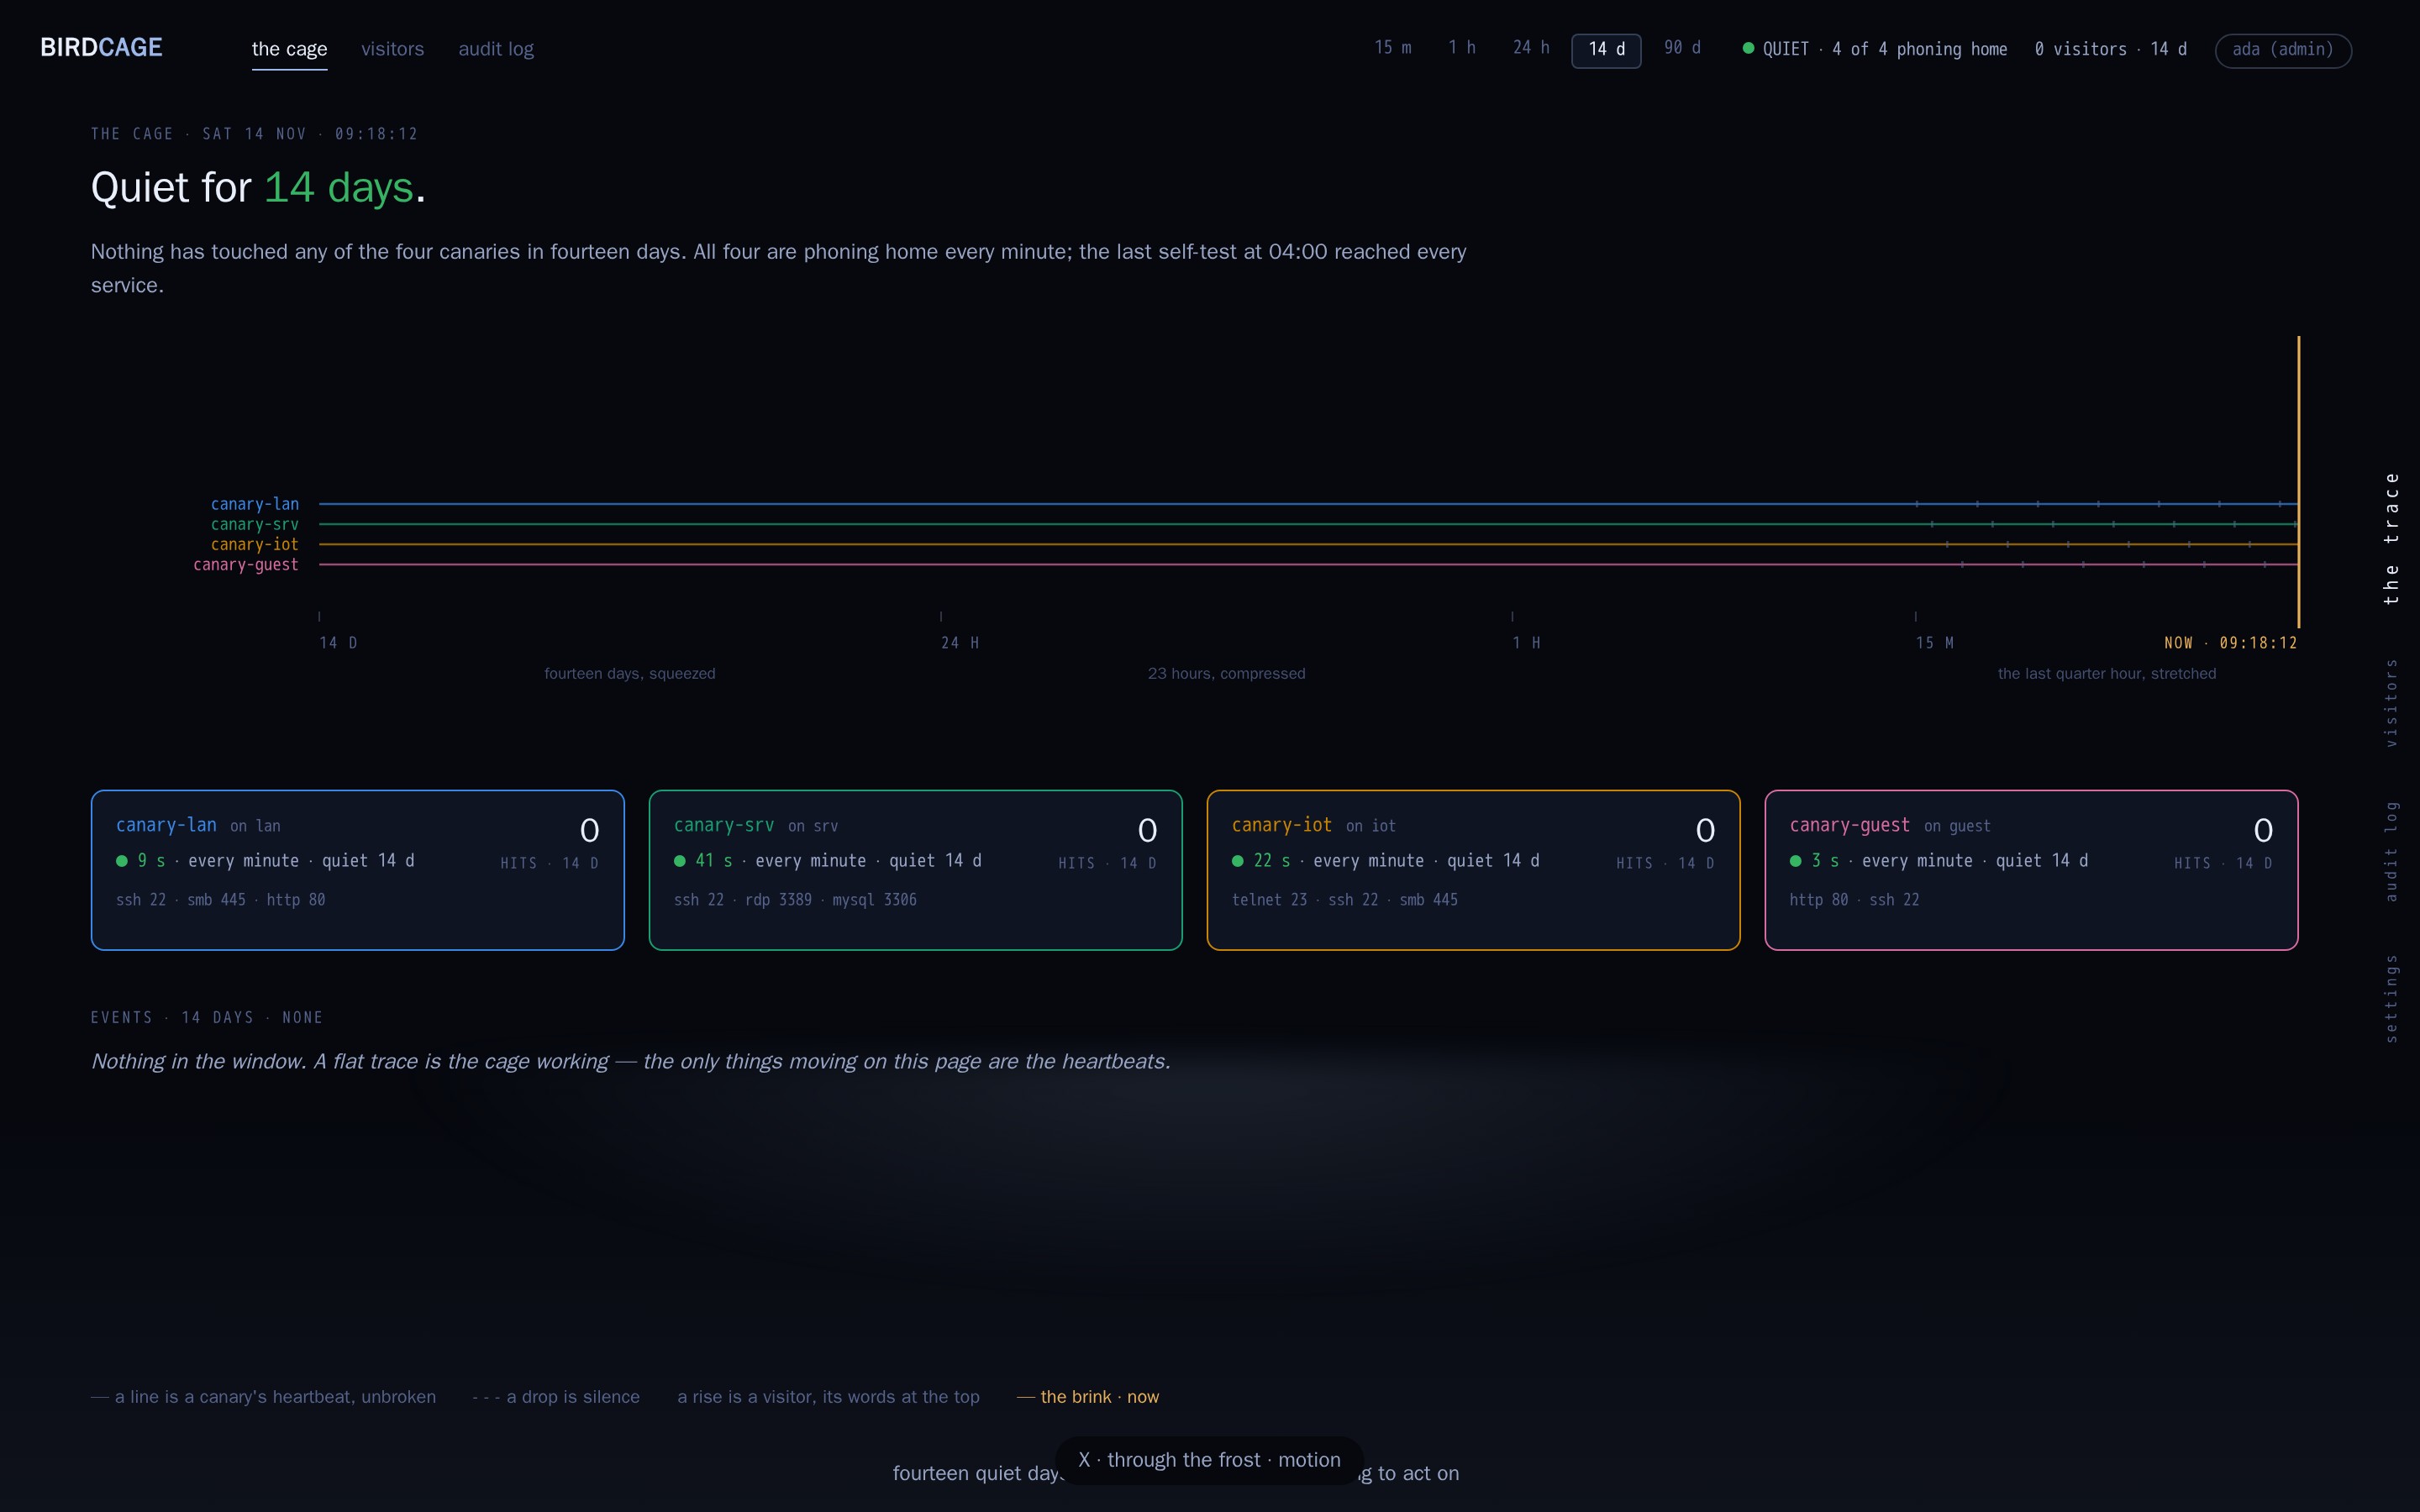 BIRDCAGE
the cage visitors audit log
15 m 1 h 24 h 14 d 90 d
QUIET · 4 of 4 phoning home 0 visitors · 14 d
ada (admin)
THE CAGE · SAT 14 NOV · 09:18:12
Quiet for 14 days.
Nothing has touched any of the four canaries in fourteen days. All four are phoning home every minute; the last self-test at 04:00 reached every
service.
canary-lan
canary-srv
canary-iot
canary-guest
14 D 24 H 1 H 15 M NOW · 09:18:12
fourteen days, squeezed 23 hours, compressed the last quarter hour, stretched
the trace
visitors
audit log
settings
canary-lan on lan 0
9 s · every minute · quiet 14 d HITS · 14 D
ssh 22 · smb 445 · http 80
canary-srv on srv 0
41 s · every minute · quiet 14 d HITS · 14 D
ssh 22 · rdp 3389 · mysql 3306
canary-iot on iot 0
22 s · every minute · quiet 14 d HITS · 14 D
telnet 23 · ssh 22 · smb 445
canary-guest on guest 0
3 s · every minute · quiet 14 d HITS · 14 D
http 80 · ssh 22
EVENTS · 14 DAYS · NONE
Nothing in the window. A flat trace is the cage working — the only things moving on this page are the heartbeats.
— a line is a canary's heartbeat, unbroken - - - a drop is silence a rise is a visitor, its words at the top — the brink · now
X · through the frost · motion
fourteen quiet to act on